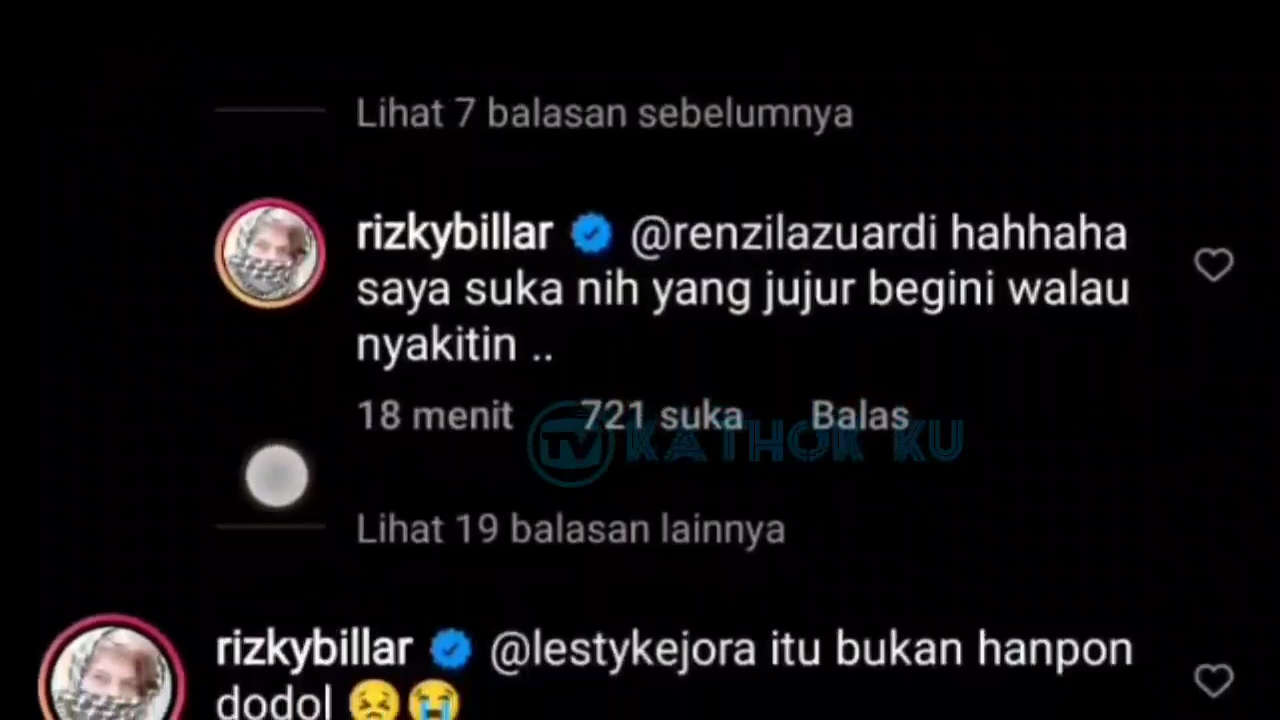 Lihat 7 balasan sebelumnya
rizkybillar @renzilazuardi hahhaha
saya suka nih yang jujur begini walau
nyakitin ..
18 menit 721 suka Balas
TV KATHOK KU
Lihat 19 balasan lainnya
rizkybillar @lestykejora itu bukan hanpon
dodol 😣😭